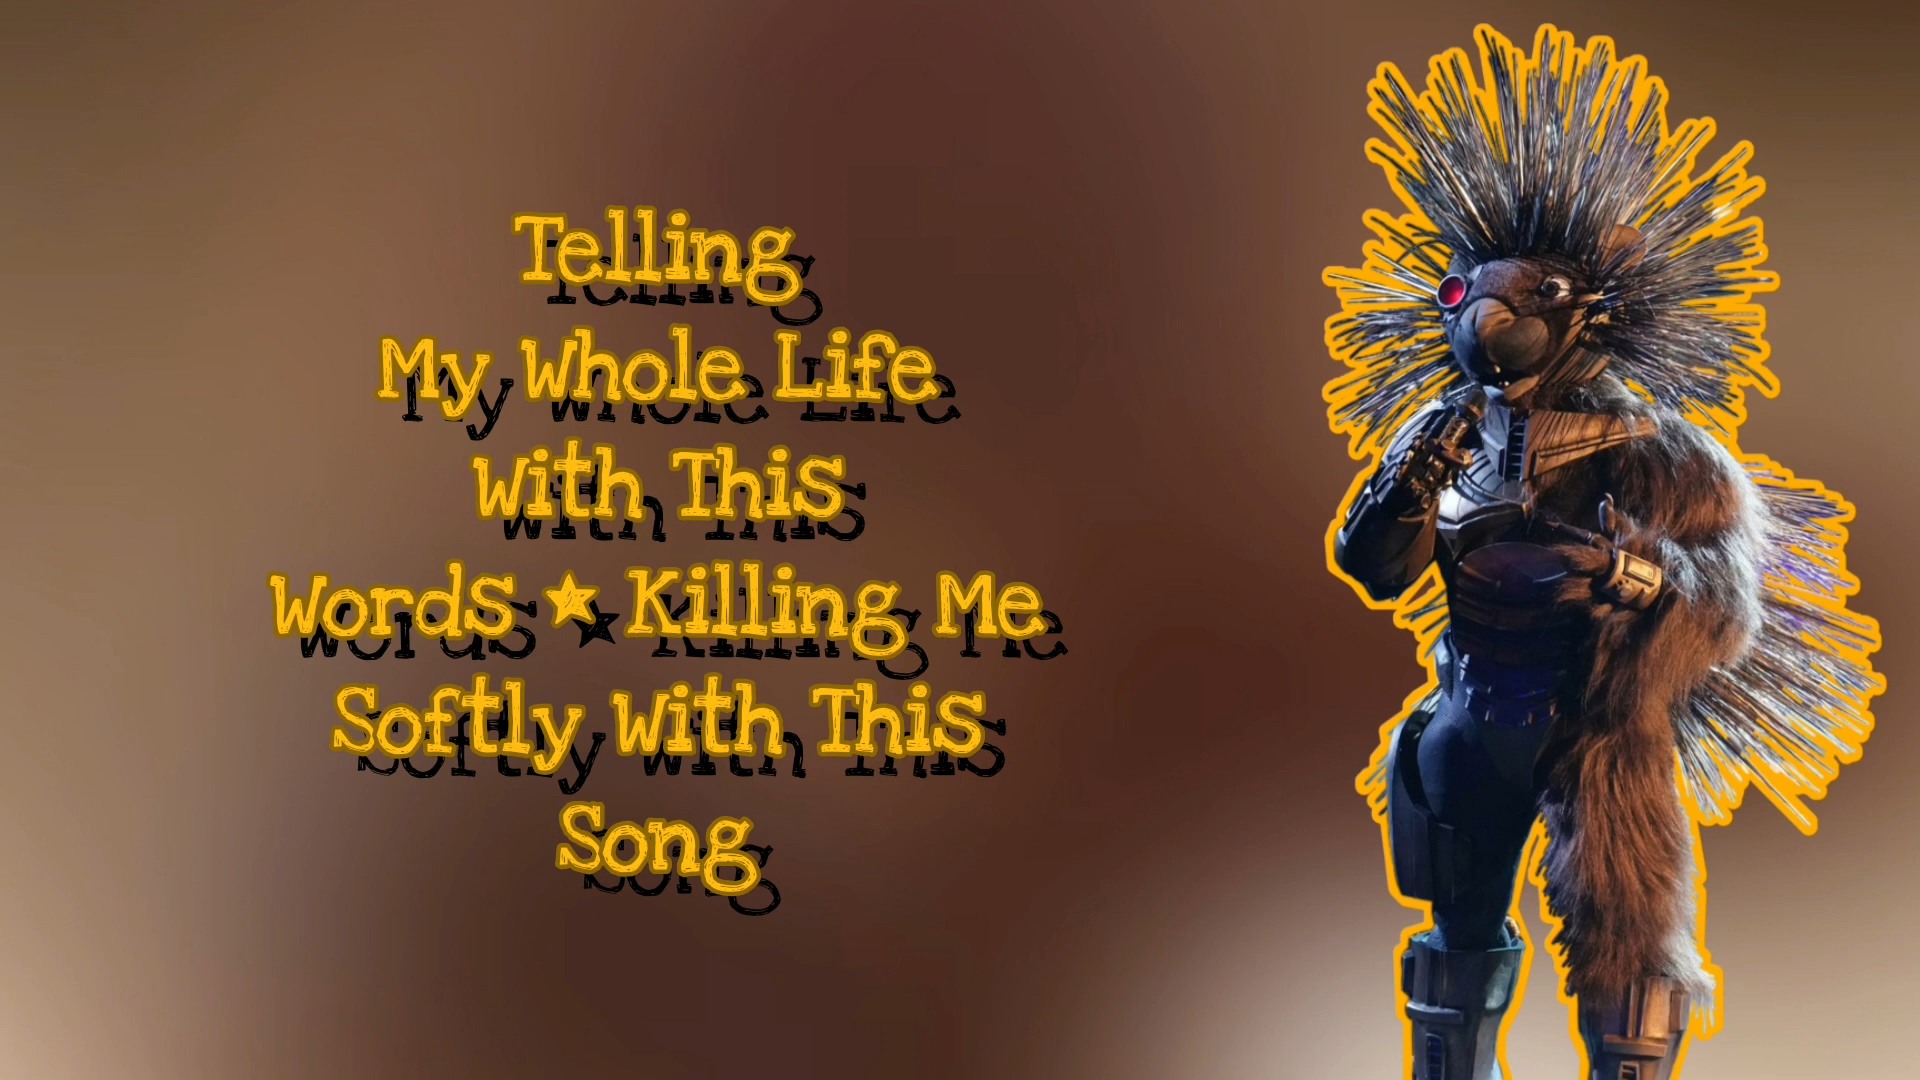 Telling
My Whole Life
With This
Words ★ Killing Me
Softly With This
Song